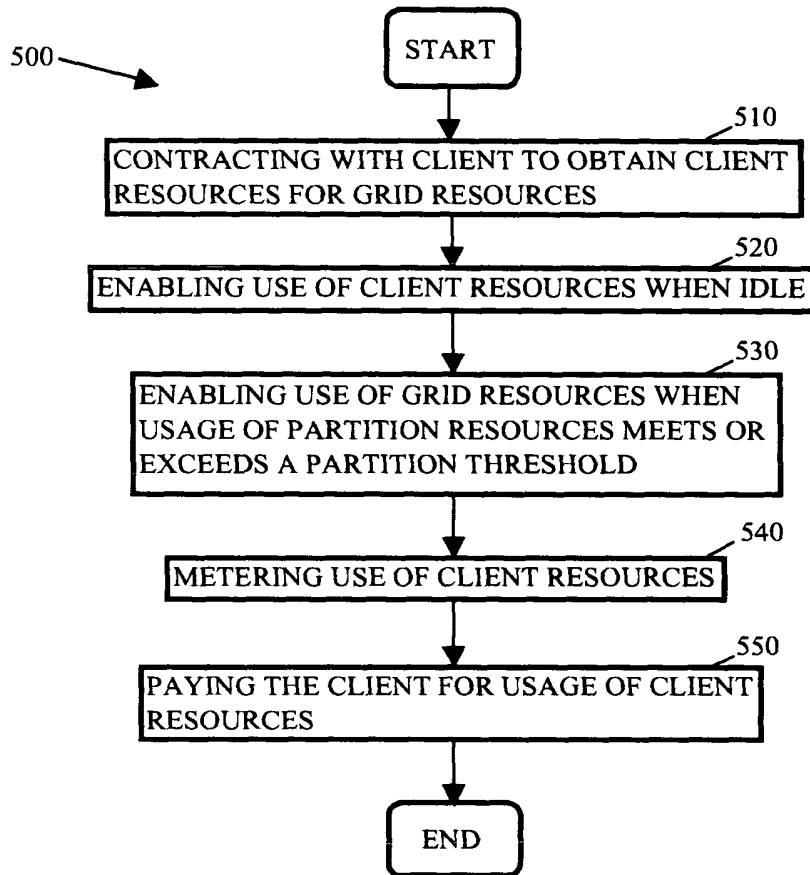 START
500
510
CONTRACTING WITH CLIENT TO OBTAIN CLIENT
RESOURCES FOR GRID RESOURCES
520
ENABLING USE OF CLIENT RESOURCES WHEN IDLE
530
ENABLING USE OF GRID RESOURCES WHEN
USAGE OF PARTITION RESOURCES MEETS OR
EXCEEDS A PARTITION THRESHOLD
540
METERING USE OF CLIENT RESOURCES
550
PAYING THE CLIENT FOR USAGE OF CLIENT
RESOURCES
END